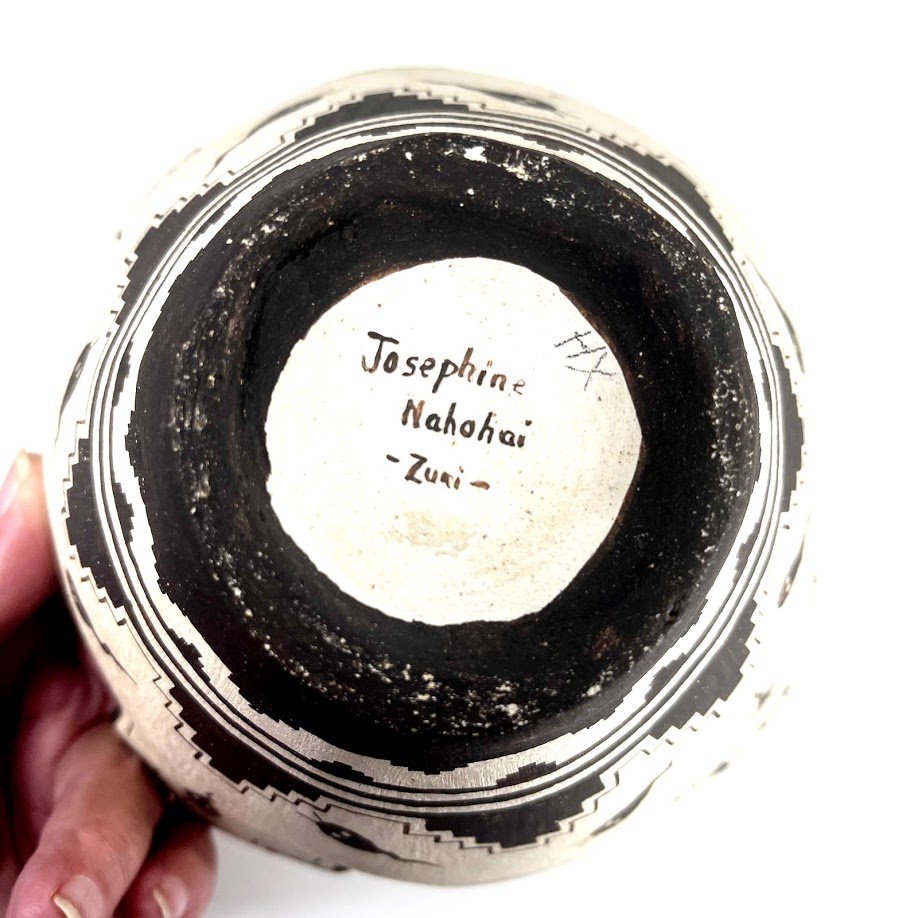 Josephine
Nahohai
- Zuni -